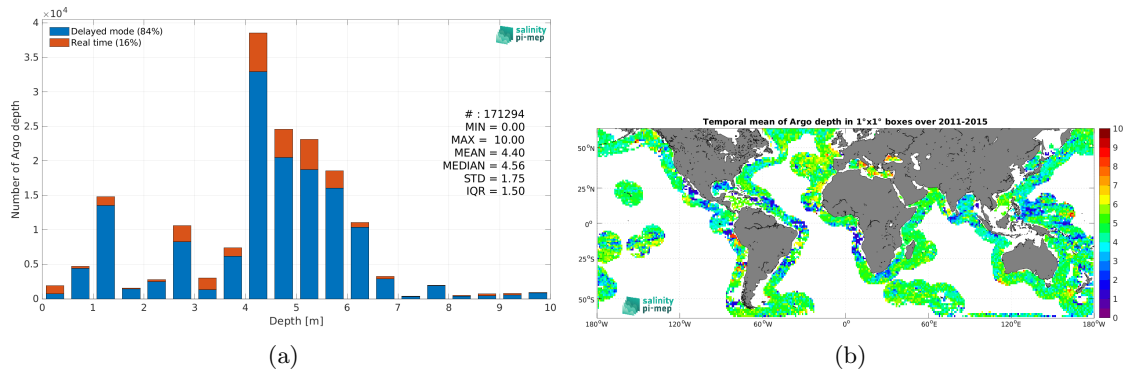 4 ×10⁴
Delayed mode (84%)
Real time (16%)
salinity
pi-mep
3.5
3
2.5
2
1.5
1
0.5
0
Number of Argo depth
# : 171294
MIN = 0.00
MAX = 10.00
MEAN = 4.40
MEDIAN = 4.56
STD = 1.75
IQR = 1.50
0 1 2 3 4 5 6 7 8 9 10
Depth [m]
(a)
Temporal mean of Argo depth in 1°x1° boxes over 2011-2015
50°N
25°N
0°
25°S
50°S
salinity
pi-mep
180°W 120°W 60°W 0° 60°E 120°E 180°W
10
9
8
7
6
5
4
3
2
1
0
(b)